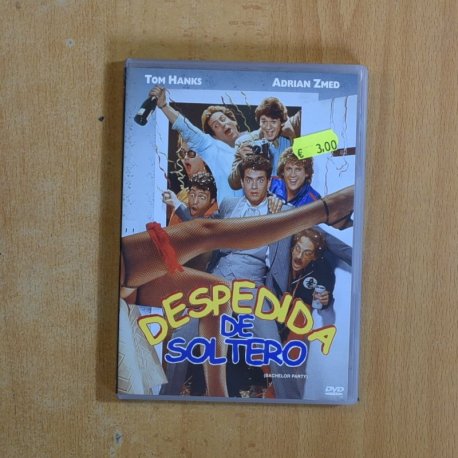 TOM HANKS ADRIAN ZMED
€ 3.00
DESPEDIDA
DE
SOLTERO
(BACHELOR PARTY)
DVD